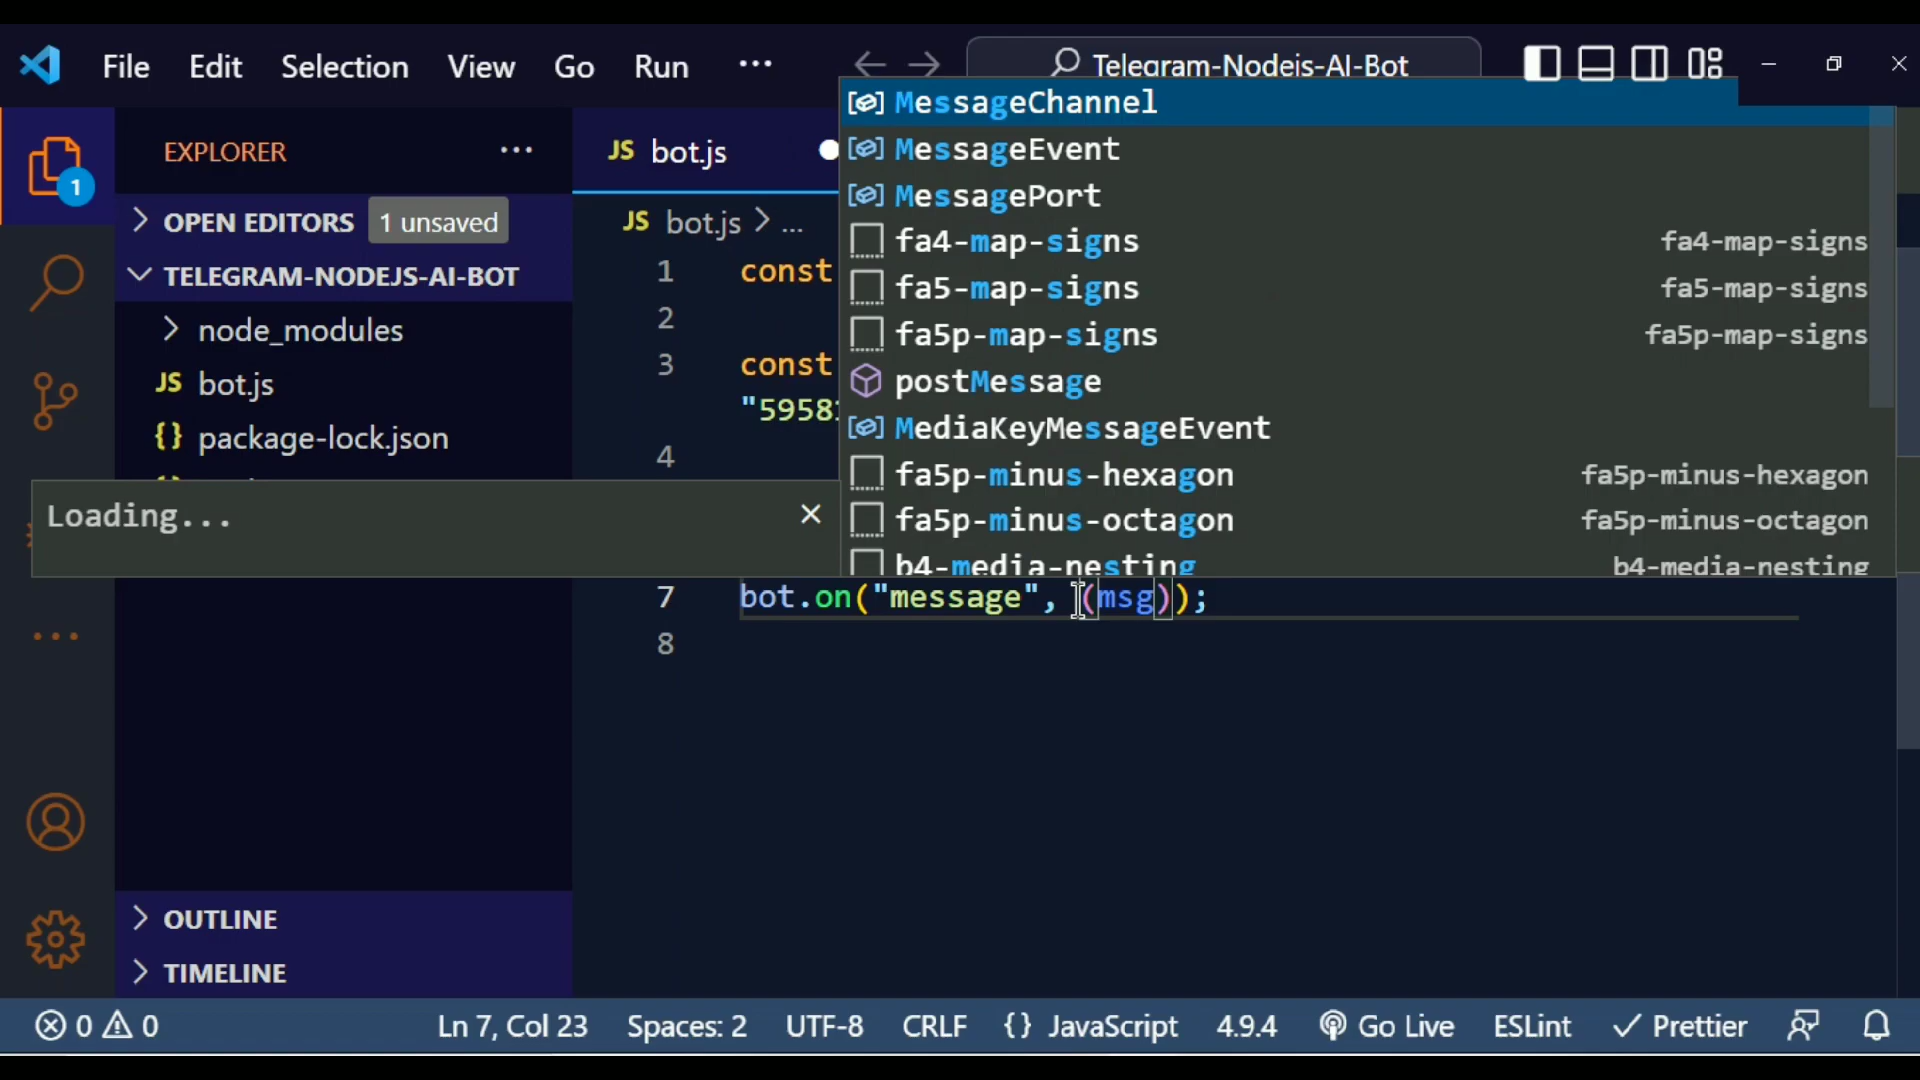 File Edit Selection View Go Run ... Telegram-Nodejs-AI-Bot
EXPLORER ...
1
OPEN EDITORS 1 unsaved
TELEGRAM-NODEJS-AI-BOT
node_modules
JS bot.js
{} package-lock.json
Loading...
OUTLINE
TIMELINE
JS bot.js
JS bot.js > ...
1 const
2
3 const
"5958
4
MessageChannel
MessageEvent
MessagePort
fa4-map-signs fa4-map-signs
fa5-map-signs fa5-map-signs
fa5p-map-signs fa5p-map-signs
postMessage
MediaKeyMessageEvent
fa5p-minus-hexagon fa5p-minus-hexagon
fa5p-minus-octagon fa5p-minus-octagon
b4-media-nesting b4-media-nesting
7 bot.on("message", (msg));
8
0 0 Ln 7, Col 23 Spaces: 2 UTF-8 CRLF {} JavaScript 4.9.4 Go Live ESLint Prettier